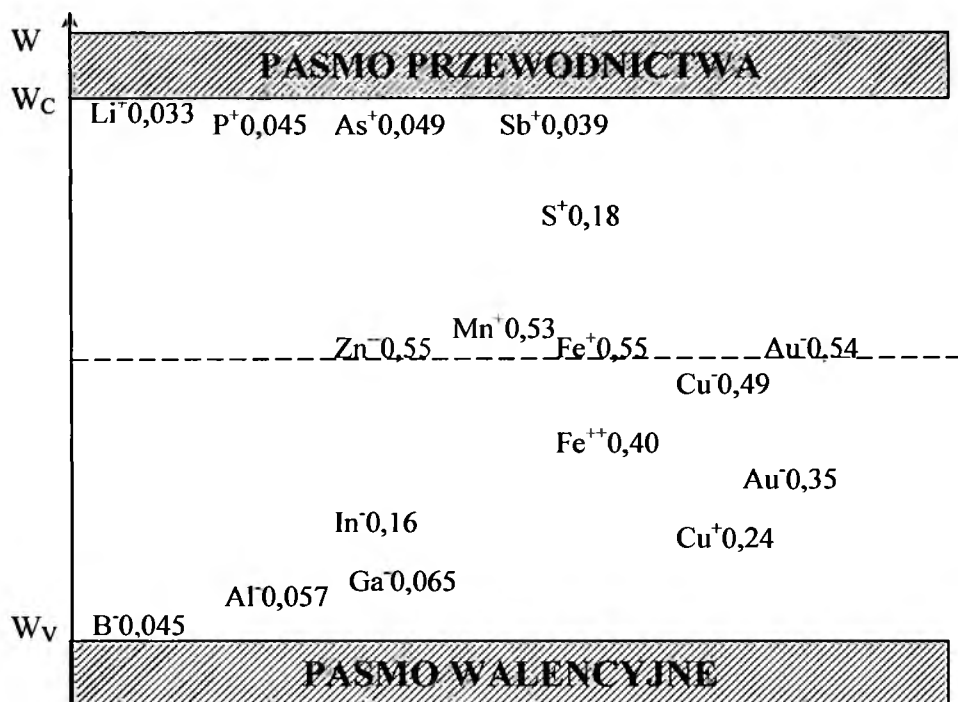 W
PASMO PRZEWODNICTWA
W_C
Li⁺0,033
P⁺0,045 As⁺0,049 Sb⁺0,039
S⁺0,18
Mn⁺0,53
Zn⁻0,55 Fe⁺0,55 Au⁻0,54
Cu⁻0,49
Fe⁺⁺0,40
Au⁻0,35
In⁻0,16
Cu⁺0,24
Ga⁻0,065
Al⁻0,057
W_V
B⁻0,045
PASMO WALENCYJNE